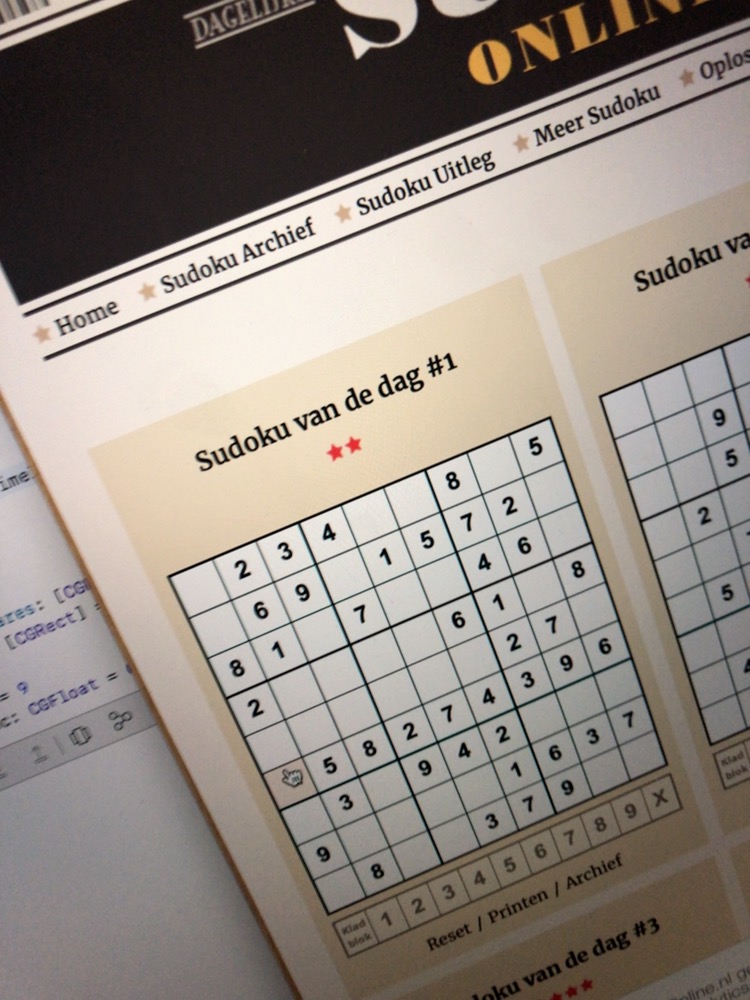 DAGELIJKS
ONLINE
Home Sudoku Archief Sudoku Uitleg Meer Sudoku Oplos
Sudoku van de dag #1
2 3 4 8 5
6 9 1 5 7 2
8 1 7 4 6
2 6 1 8
2 7
5 8 2 7 4 3 9 6
3 9 4 2
9 1 6 3 7
8 3 7 9
Klad blok 1 2 3 4 5 6 7 8 9 X
Reset / Printen / Archief
Sudoku va
9
5
2
5
4
Klad blok
doku van de dag #3
ares: [CG
[CGRect] =
= 9
c: CGFloat =